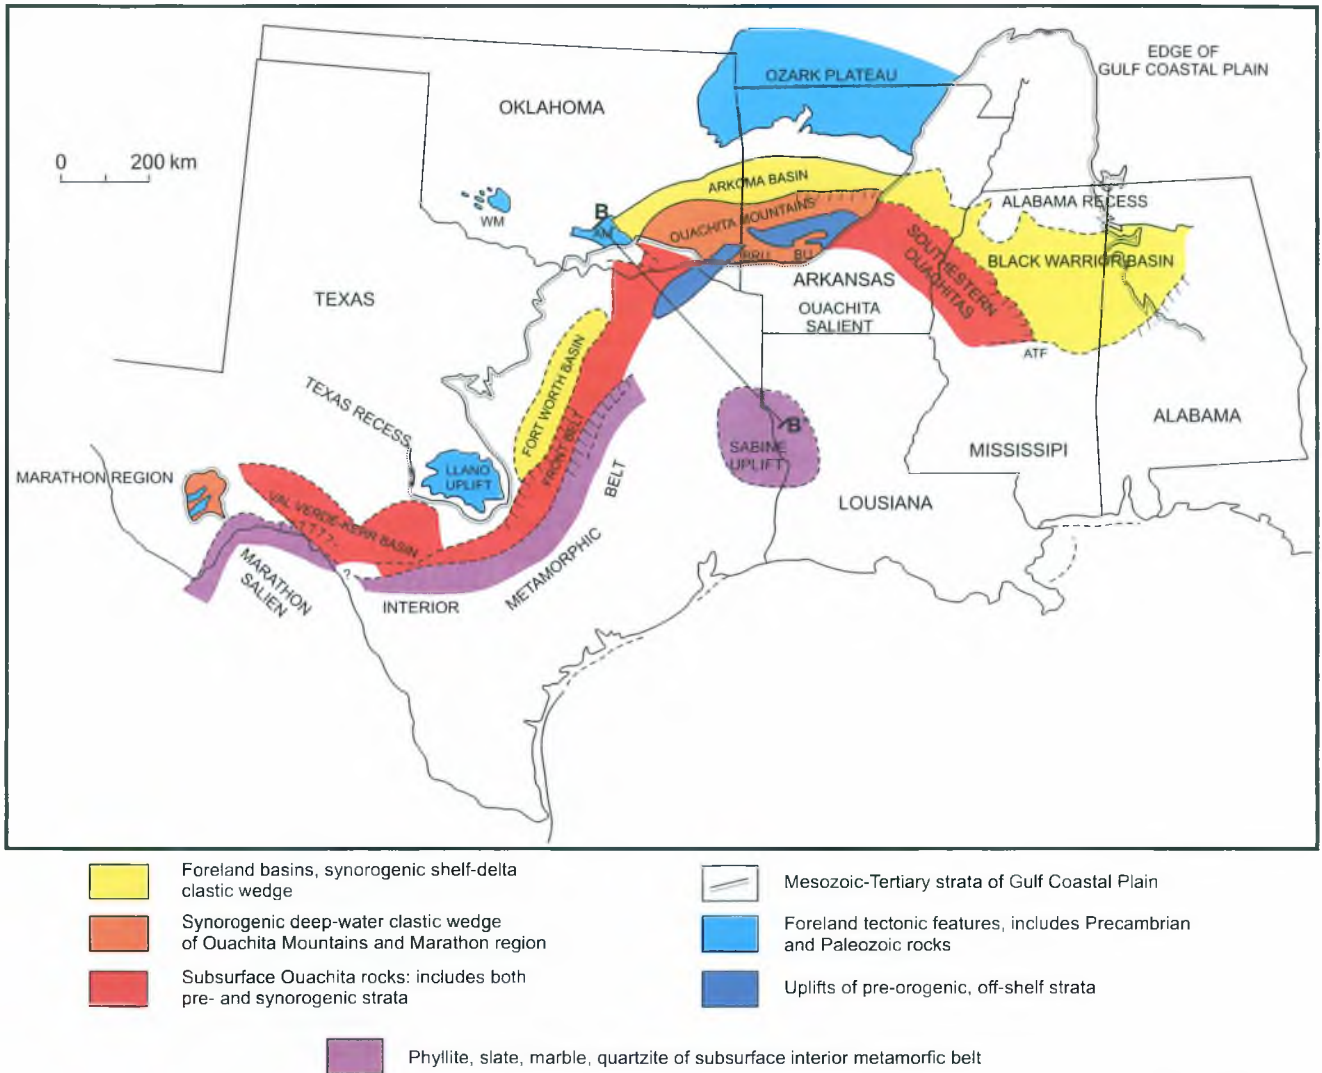 EDGE OF
GULF COASTAL PLAIN
OZARK PLATEAU
OKLAHOMA
0 200 km
ARKOMA BASIN
WM
B
AM
OUACHITA MOUNTAINS
ALABAMA RECESS
BRU
BU
SOUTHESTERN
OUACHITAS
BLACK WARRIOR BASIN
ARKANSAS
TEXAS
OUACHITA
SALIENT
ATF
FORT WORTH BASIN
TEXAS RECESS
FRONT BELT
B'
ALABAMA
SABINE
UPLIFT
MISSISSIPI
MARATHON REGION
LLANO
UPLIFT
BELT
LOUSIANA
VAL VERDE-KERR BASIN
????
?
MARATHON
SALIEN
INTERIOR
METAMORPHIC
Foreland basins, synorogenic shelf-delta
clastic wedge
Synorogenic deep-water clastic wedge
of Ouachita Mountains and Marathon region
Subsurface Ouachita rocks: includes both
pre- and synorogenic strata
Mesozoic-Tertiary strata of Gulf Coastal Plain
Foreland tectonic features, includes Precambrian
and Paleozoic rocks
Uplifts of pre-orogenic, off-shelf strata
Phyllite, slate, marble, quartzite of subsurface interior metamorfic belt